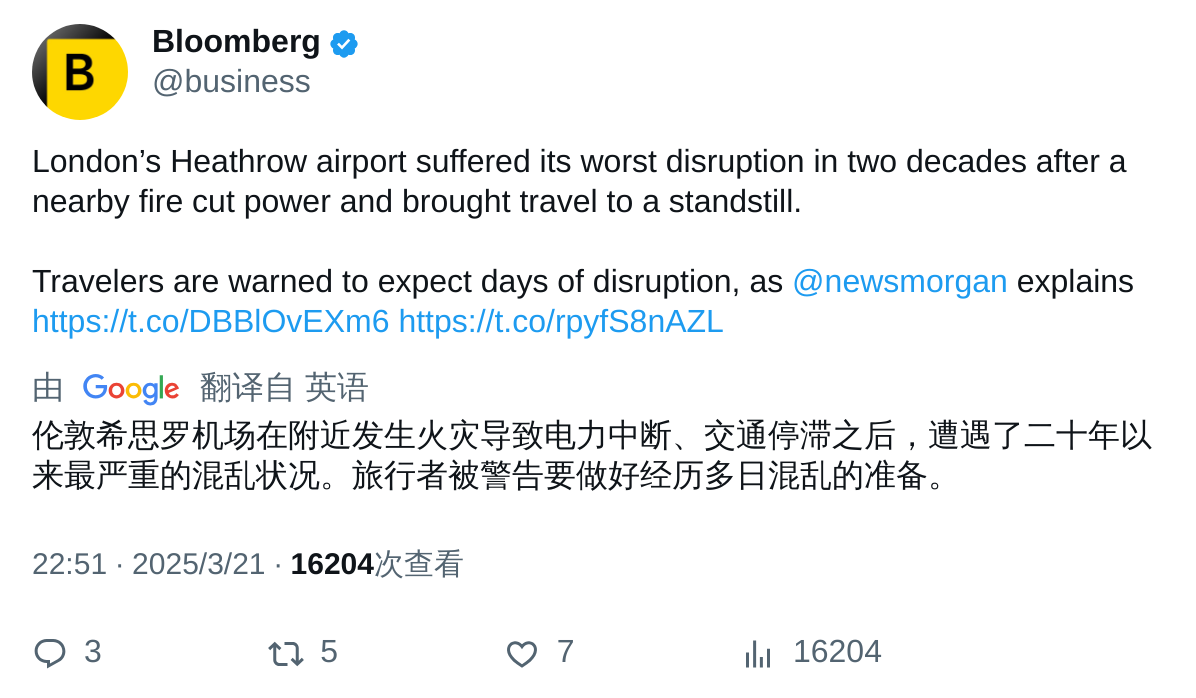 B
Bloomberg
@business
London’s Heathrow airport suffered its worst disruption in two decades after a
nearby fire cut power and brought travel to a standstill.
Travelers are warned to expect days of disruption, as @newsmorgan explains
https://t.co/DBBlOvEXm6 https://t.co/rpyfS8nAZL
由 Google 翻译自 英语
伦敦希思罗机场在附近发生火灾导致电力中断、交通停滞之后，遭遇了二十年以
来最严重的混乱状况。旅行者被警告要做好经历多日混乱的准备。
22:51 · 2025/3/21 · 16204次查看
3 5 7 16204